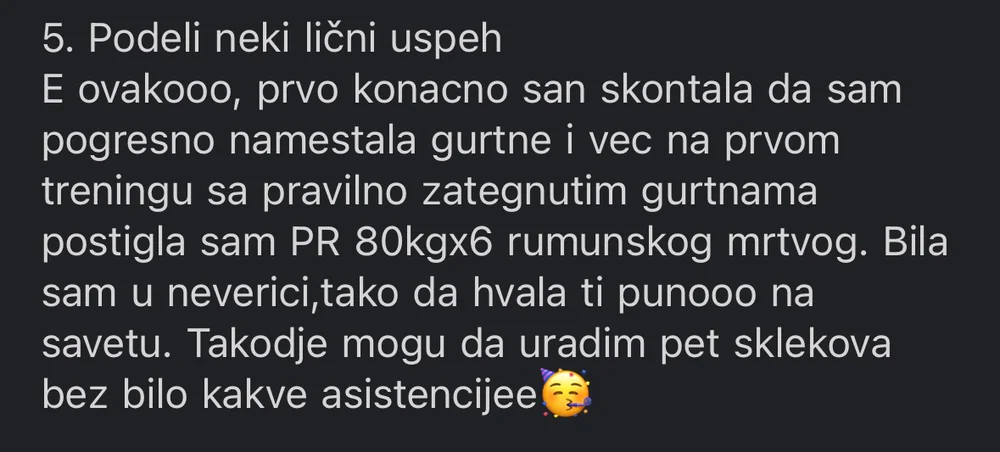 5. Podeli neki lični uspeh
E ovakooo, prvo konacno san skontala da sam
pogresno namestala gurtne i vec na prvom
treningu sa pravilno zategnutim gurtnama
postigla sam PR 80kgx6 rumunskog mrtvog. Bila
sam u neverici,tako da hvala ti punooo na
savetu. Takodje mogu da uradim pet sklekova
bez bilo kakve asistencijee🥳